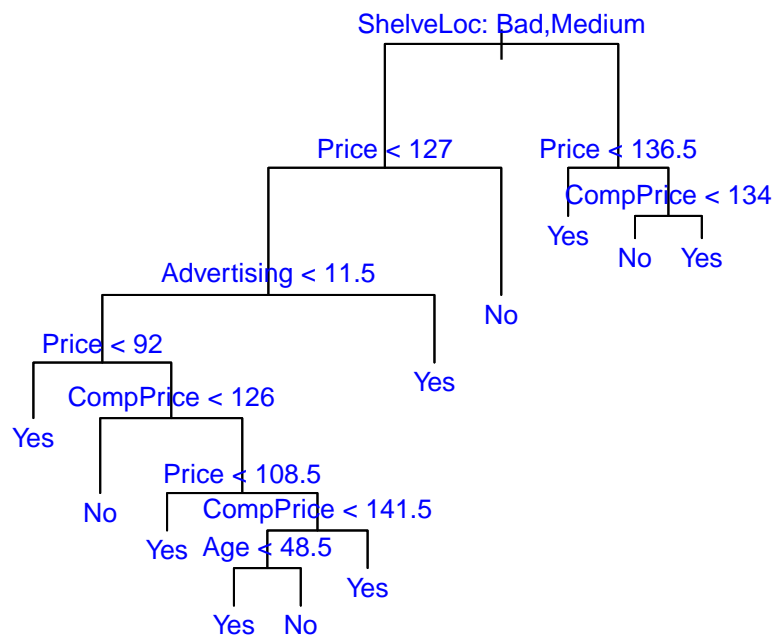 ShelveLoc: Bad,Medium
Price < 127
Price < 136.5
CompPrice < 134
Yes
No
Yes
Advertising < 11.5
No
Price < 92
Yes
CompPrice < 126
Yes
Price < 108.5
No
CompPrice < 141.5
Yes
Age < 48.5
Yes
Yes
No